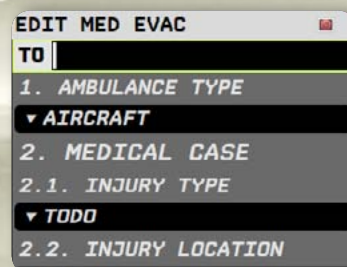 EDIT MED EVAC
TO
1. AMBULANCE TYPE
▾ AIRCRAFT
2. MEDICAL CASE
2.1. INJURY TYPE
▾ TODO
2.2. INJURY LOCATION